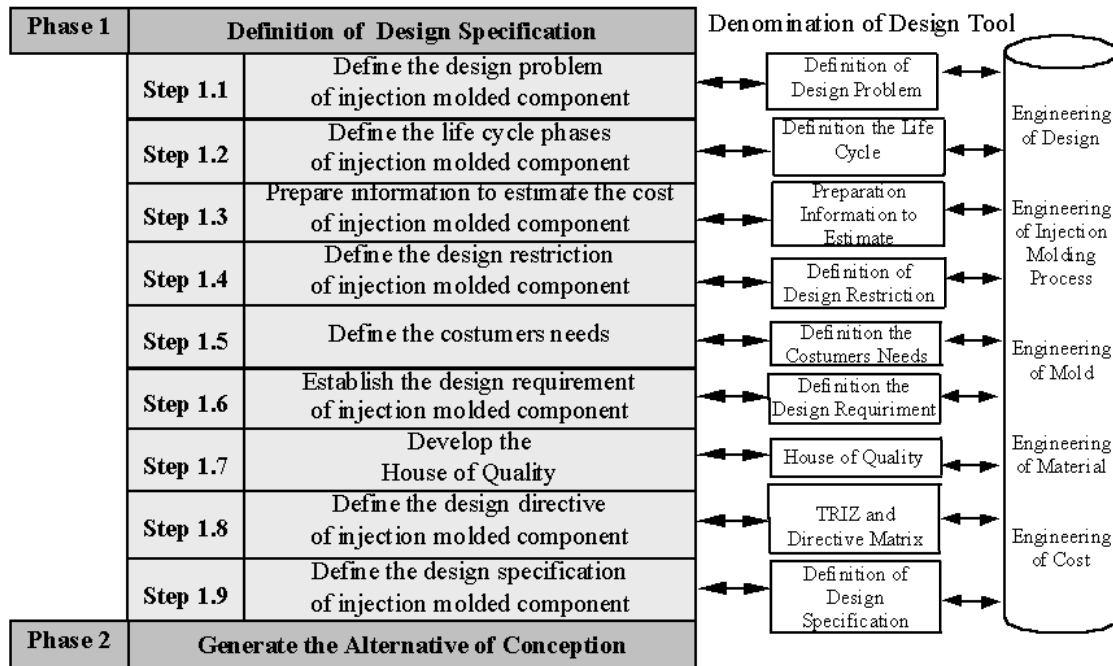 Phase 1
Definition of Design Specification
Denomination of Design Tool
Step 1.1
Define the design problem
of injection molded component
Definition of
Design Problem
Step 1.2
Define the life cycle phases
of injection molded component
Definition the Life
Cycle
Step 1.3
Prepare information to estimate the cost
of injection molded component
Preparation
Information to
Estimate
Step 1.4
Define the design restriction
of injection molded component
Definition of
Design Restriction
Step 1.5
Define the costumers needs
Definition the
Costumers Needs
Step 1.6
Establish the design requirement
of injection molded component
Definition the
Design Requiriment
Step 1.7
Develop the
House of Quality
House of Quality
Step 1.8
Define the design directive
of injection molded component
TRIZ and
Directive Matrix
Step 1.9
Define the design specification
of injection molded component
Definition of
Design
Specification
Phase 2
Generate the Alternative of Conception
Engineering
of Design
Engineering
of Injection
Molding
Process
Engineering
of Mold
Engineering
of Material
Engineering
of Cost